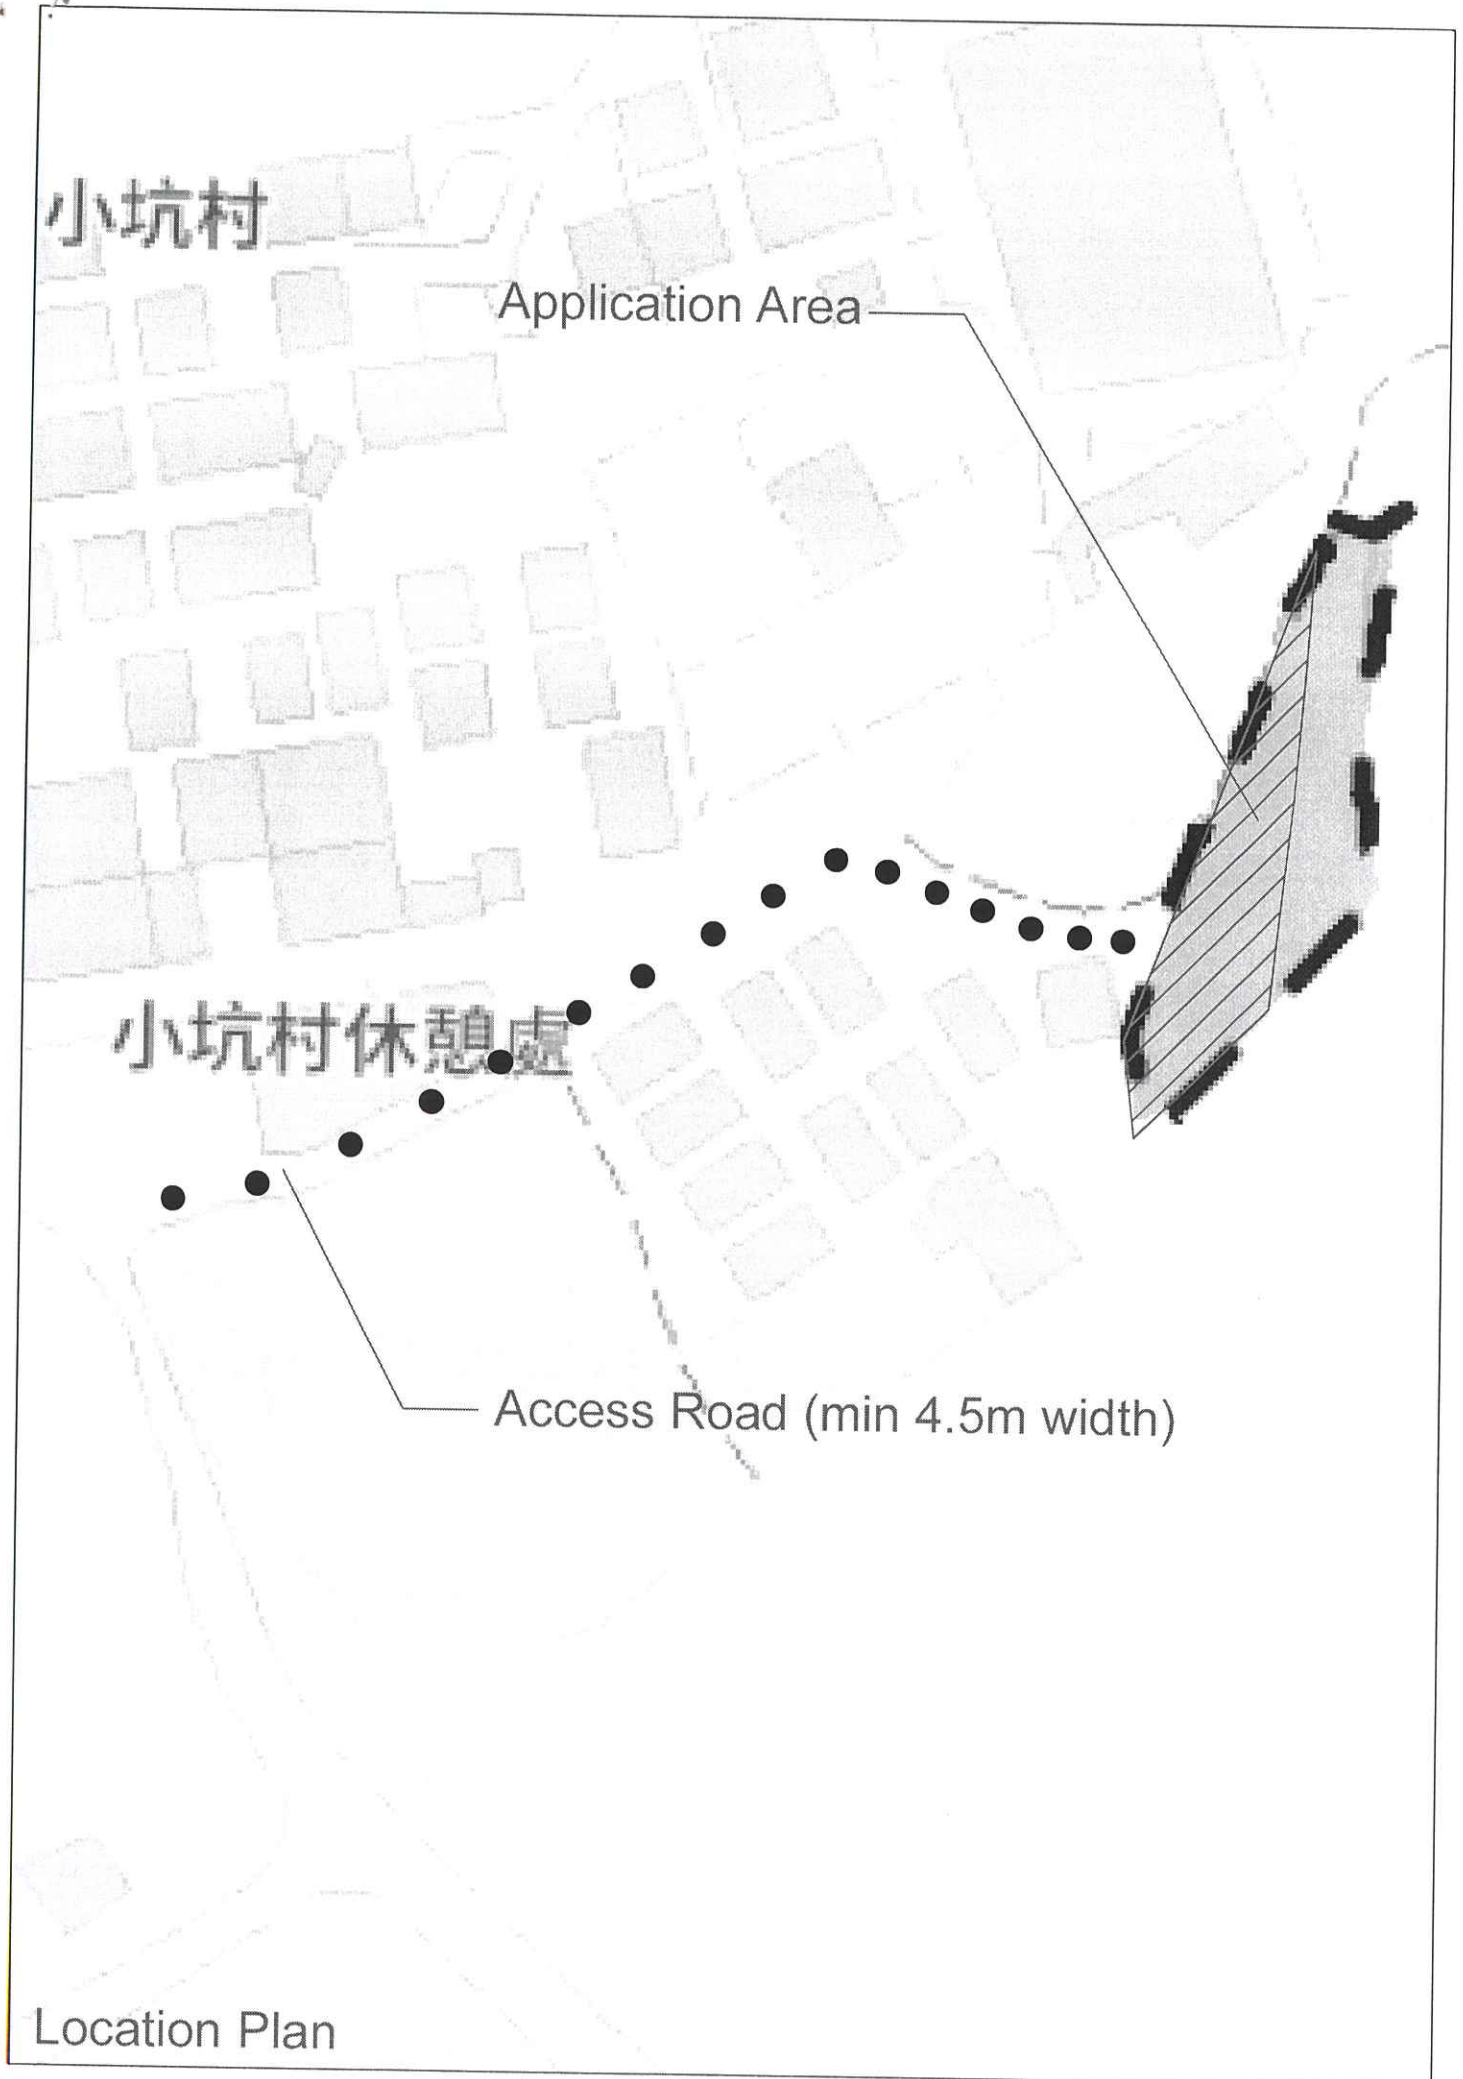 小坑村
Application Area
小坑村休憩處
Access Road (min 4.5m width)
Location Plan